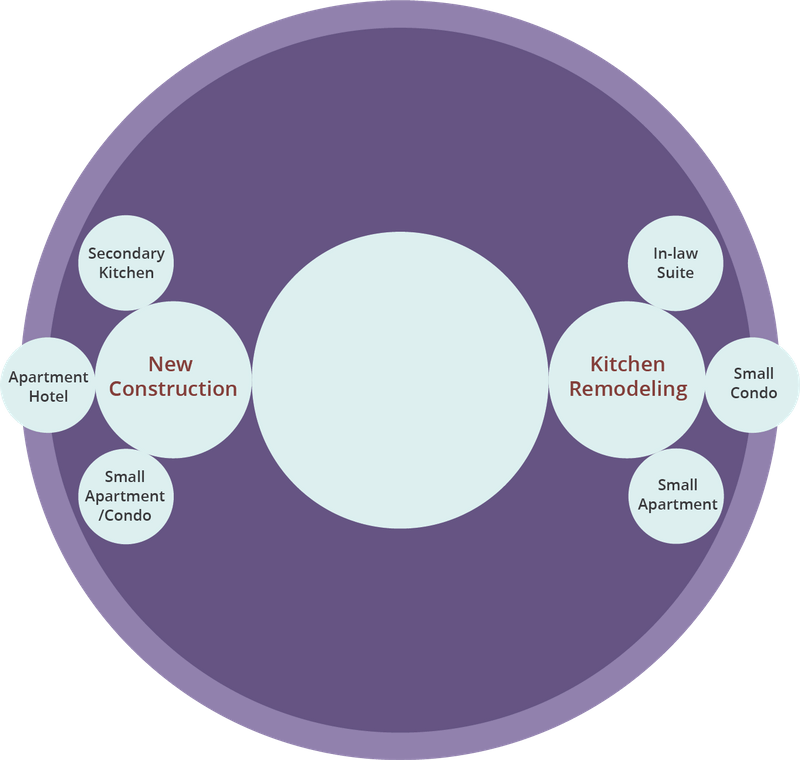 Secondary
Kitchen
New
Construction
Apartment
Hotel
Small
Apartment
/Condo
In-law
Suite
Kitchen
Remodeling
Small
Condo
Small
Apartment